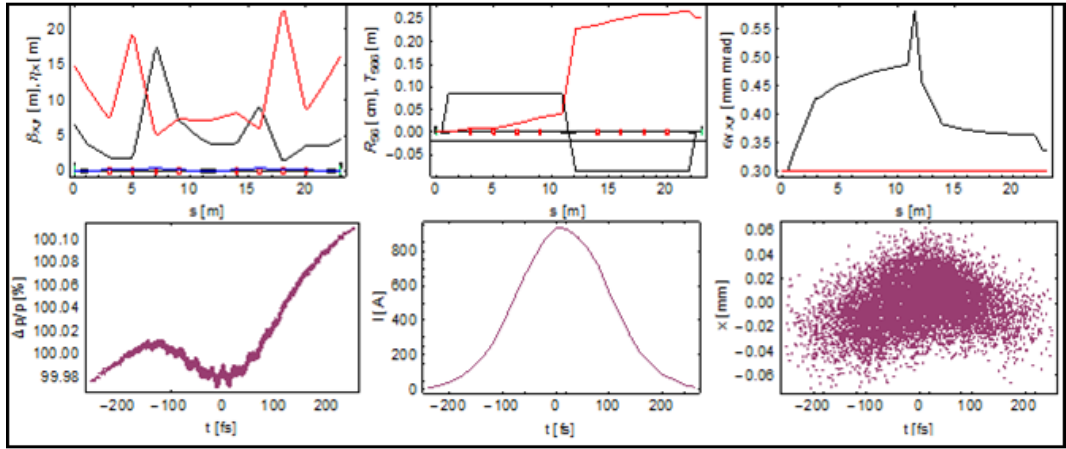 βx,y [m], ηx [m]
20
15
10
5
0
0 5 10 15 20
s [m]
R56 [cm], T566 [m]
0.25
0.20
0.15
0.10
0.05
0.00
−0.05
0 5 10 15 20
s [m]
εN x,y [mm mrad]
0.55
0.50
0.45
0.40
0.35
0.30
0 5 10 15 20
s [m]
Δ p/p [%]
100.10
100.08
100.06
100.04
100.02
100.00
99.98
−200 −100 0 100 200
t [fs]
I [A]
800
600
400
200
0
−200 −100 0 100 200
t [fs]
x [mm]
0.06
0.04
0.02
0.00
−0.02
−0.04
−0.06
−200 −100 0 100 200
t [fs]